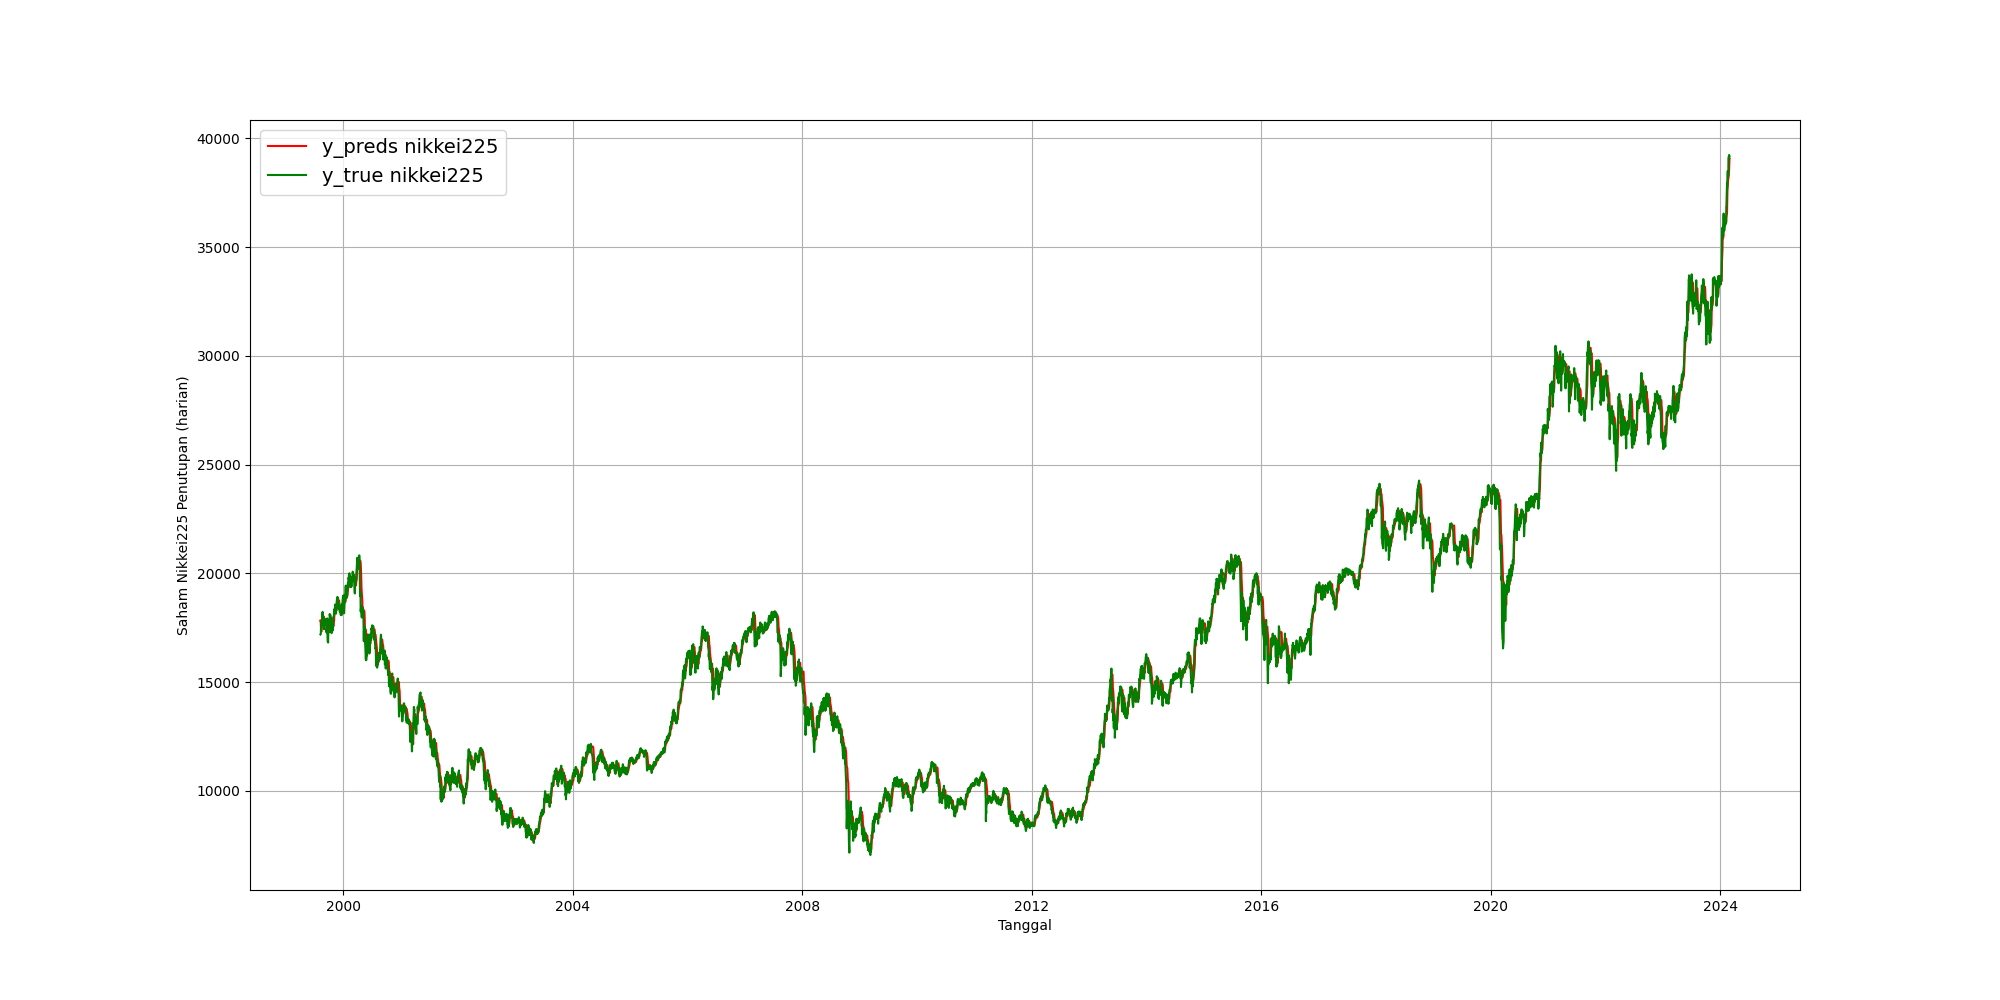 y_preds nikkei225
y_true nikkei225
40000
35000
30000
25000
20000
15000
10000
Saham Nikkei225 Penutupan (harian)
2000 2004 2008 2012 2016 2020 2024
Tanggal